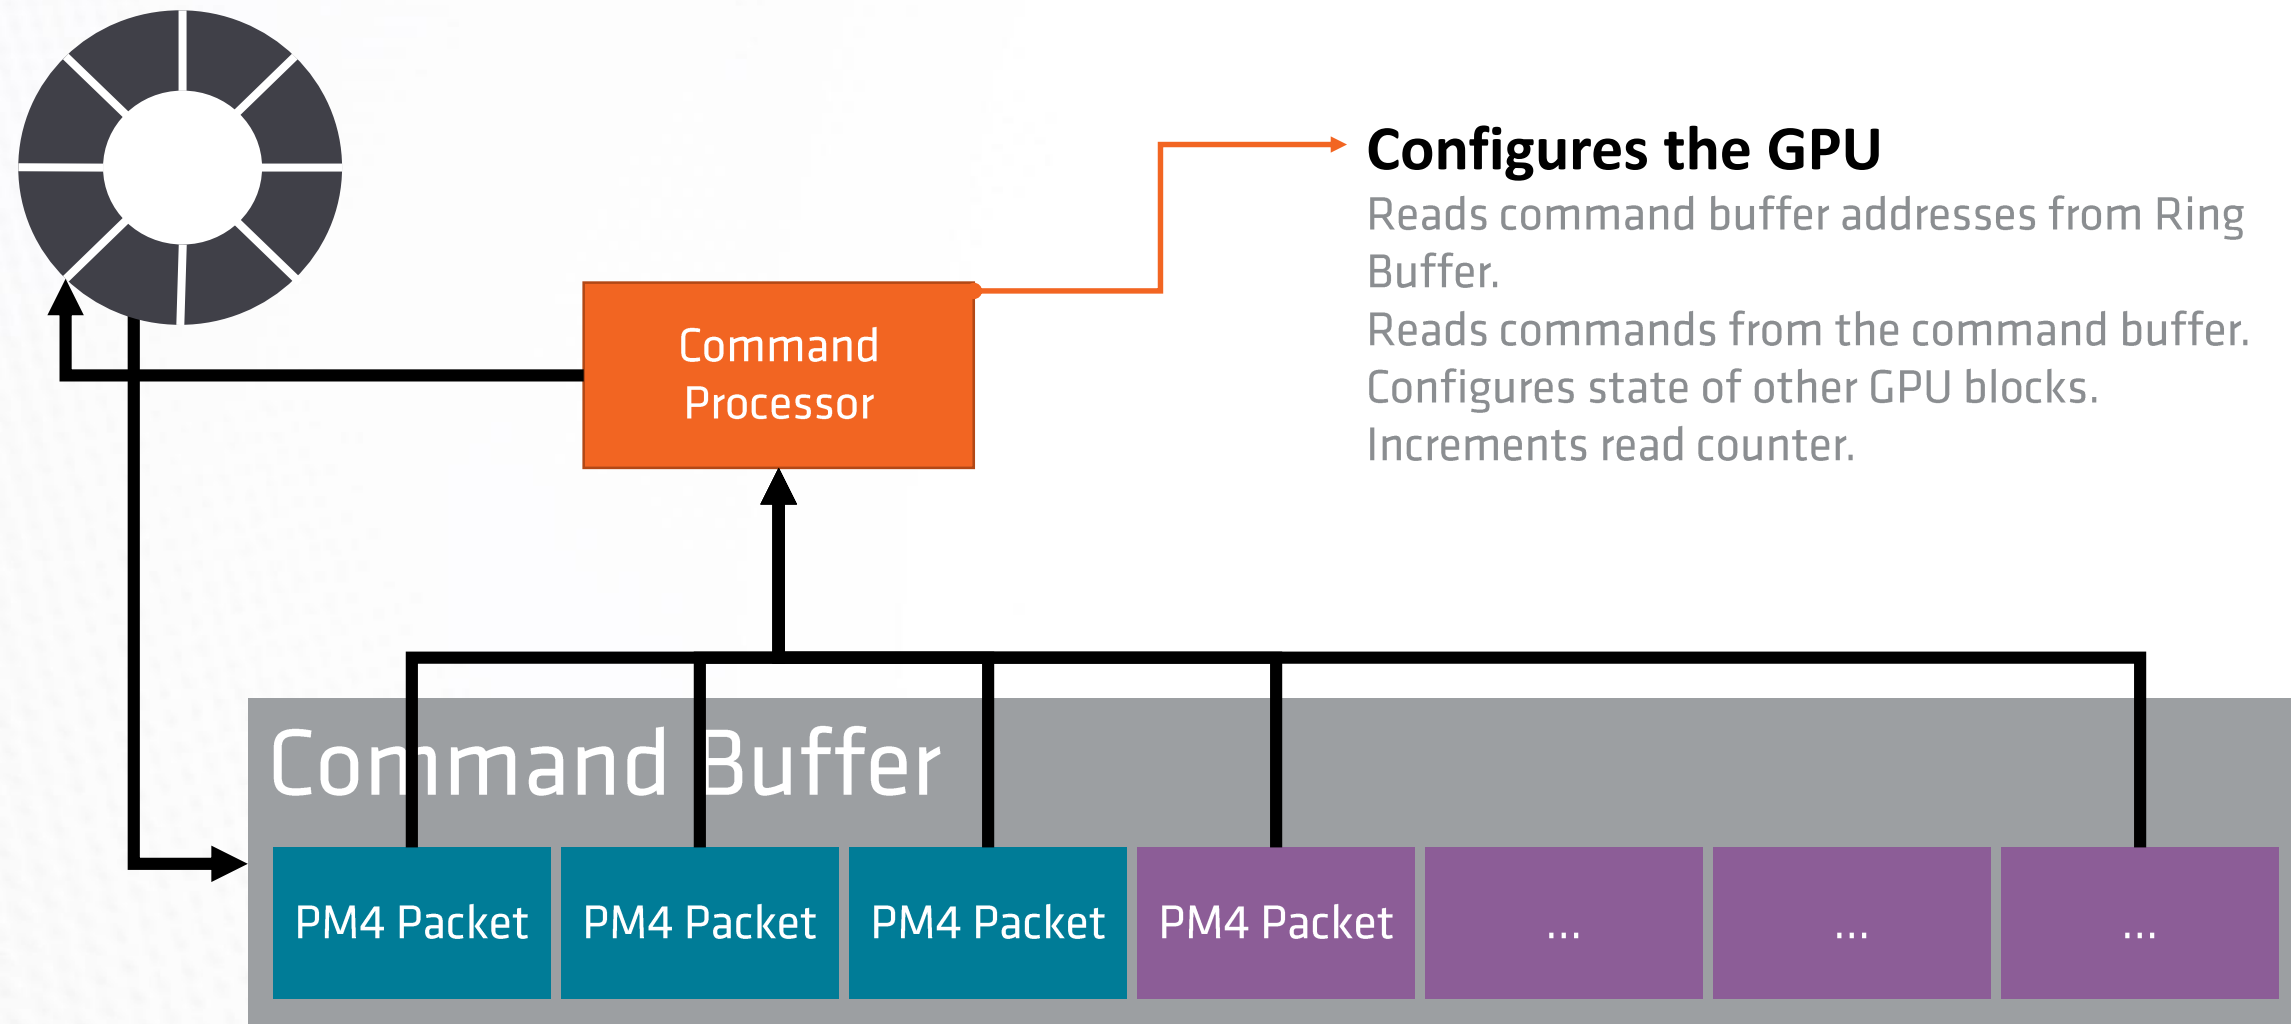 Configures the GPU
Reads command buffer addresses from Ring
Buffer.
Reads commands from the command buffer.
Configures state of other GPU blocks.
Increments read counter.
Command
Processor
Command Buffer
PM4 Packet
PM4 Packet
PM4 Packet
PM4 Packet
...
...
...